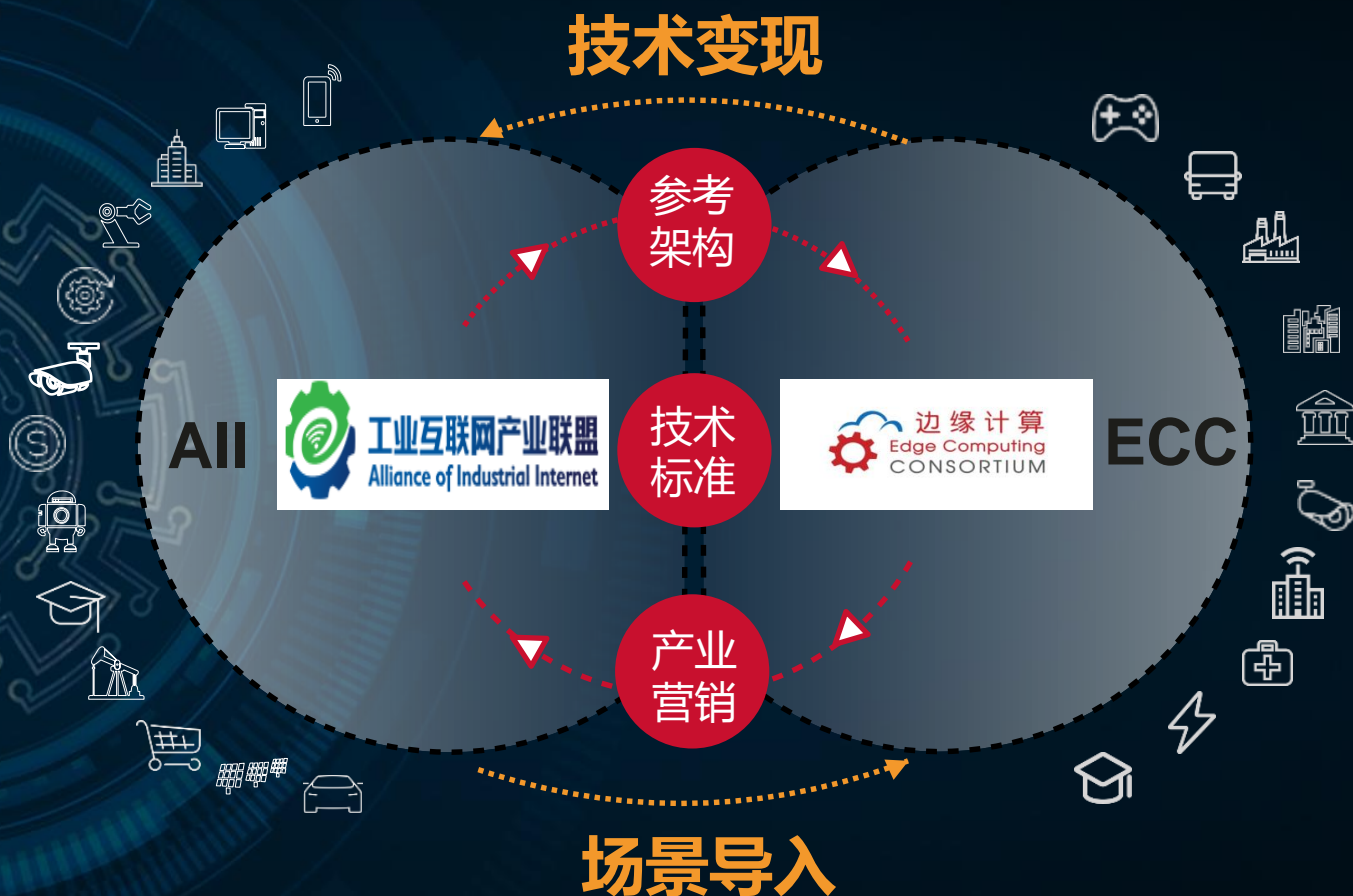 技术变现
参考
架构
AII
工业互联网产业联盟
Alliance of Industrial Internet
技术
标准
边缘计算
Edge Computing
CONSORTIUM
ECC
产业
营销
场景导入